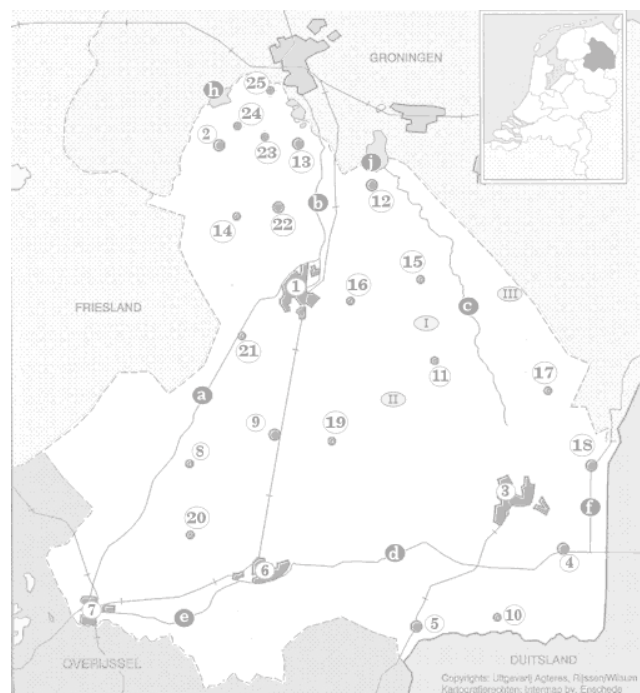 GRONINGEN
h
25
24
2
23
13
j
12
b
14
22
15
1
16
III
c
FRIESLAND
I
21
11
17
a
II
9
19
8
18
3
20
f
d
4
6
7
e
10
5
OVERIJSSEL
DUITSLAND
Copyrights: Uitgeverij Agteres, Rijssen/Wilsum
Kartografierechten: Intermap bv, Enschede